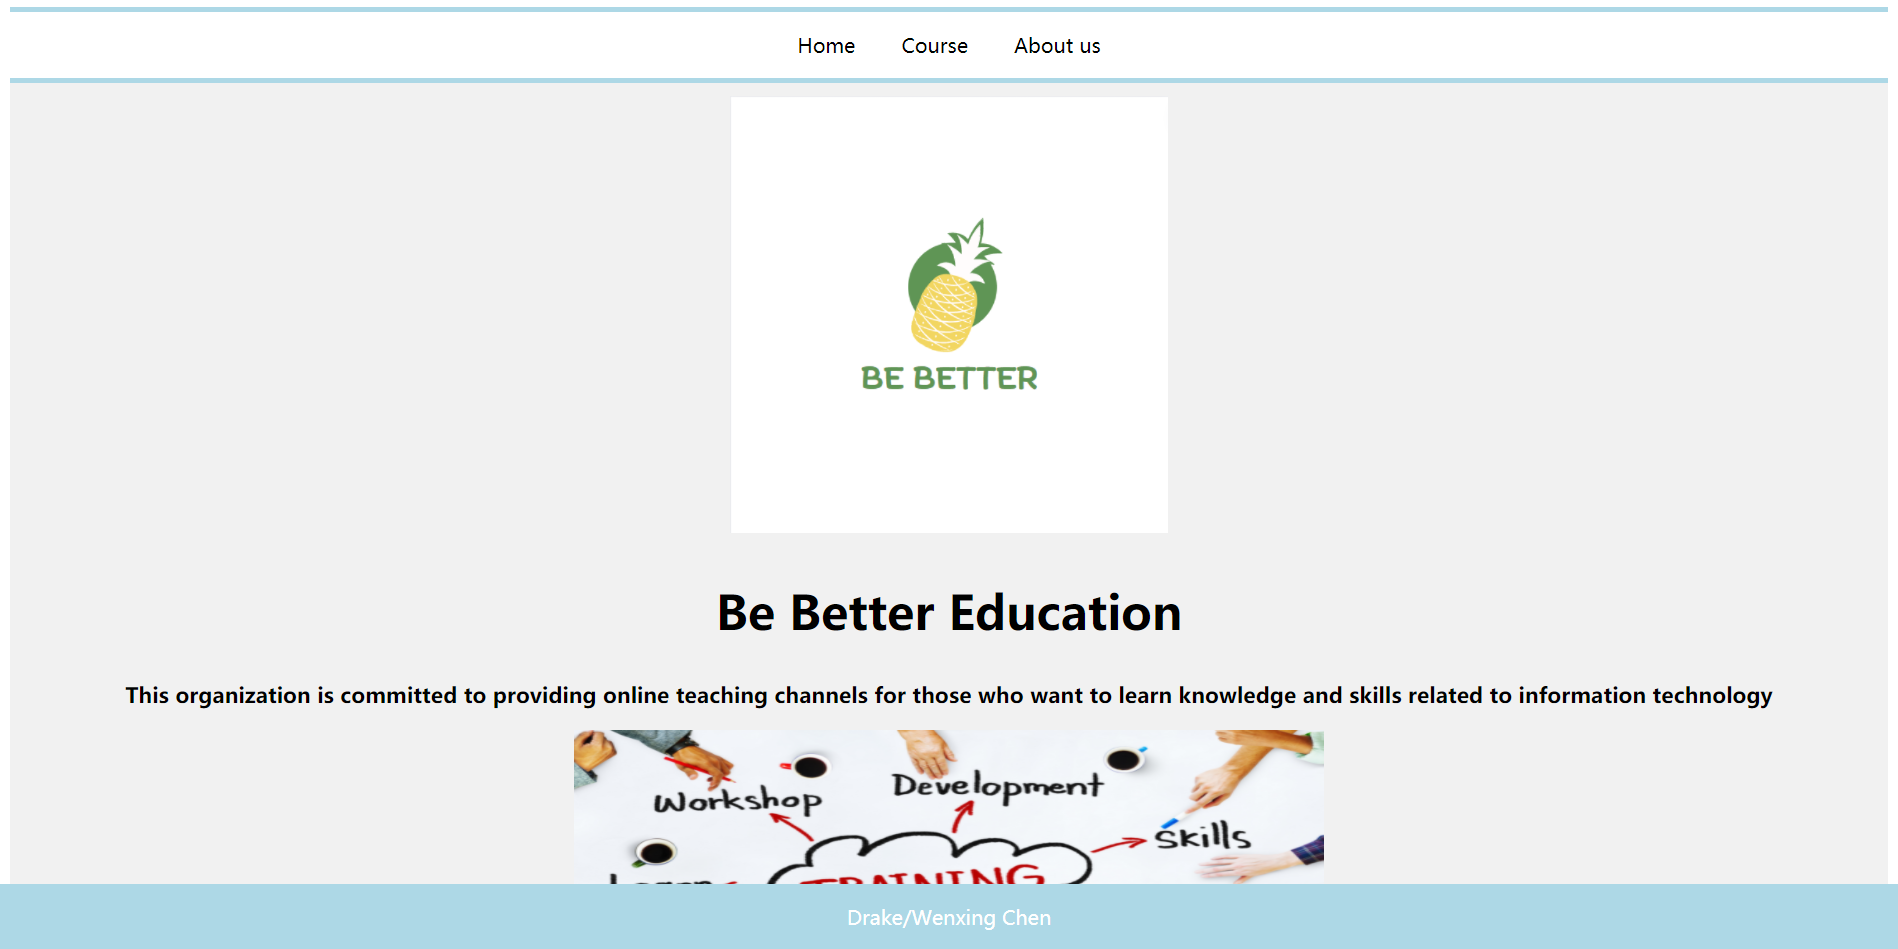 Home Course About us
BE BETTER
Be Better Education
This organization is committed to providing online teaching channels for those who want to learn knowledge and skills related to information technology
Development
Workshop
Skills
TRAINING
Learn
Drake/Wenxing Chen